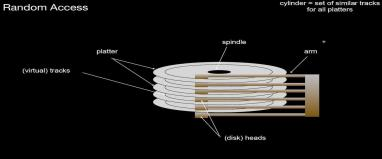 Random Access
cylinder = set of similar tracks
for all platters
spindle
platter
arm
(virtual) tracks
(disk) heads